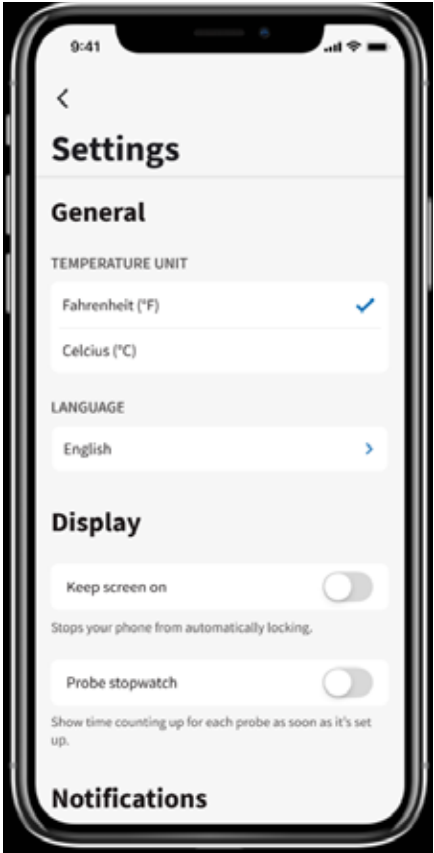 9:41
Settings
General
TEMPERATURE UNIT
Fahrenheit (°F)
Celcius (°C)
LANGUAGE
English
Display
Keep screen on
Stops your phone from automatically locking.
Probe stopwatch
Show time counting up for each probe as soon as it's set
up.
Notifications